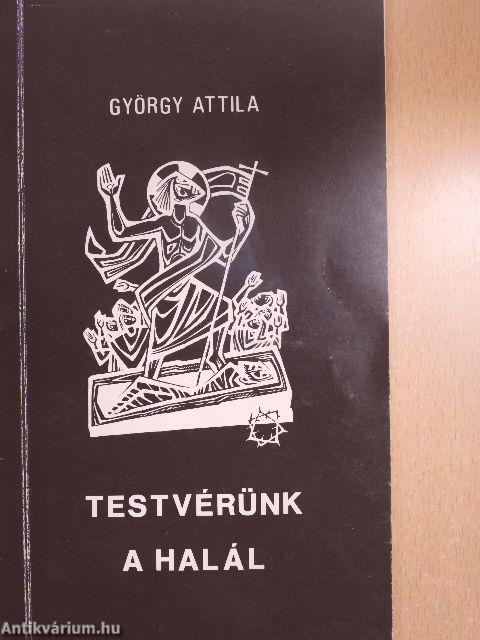 GYÖRGY ATTILA
TESTVÉRÜNK
A HALÁL
Antikvárium.hu